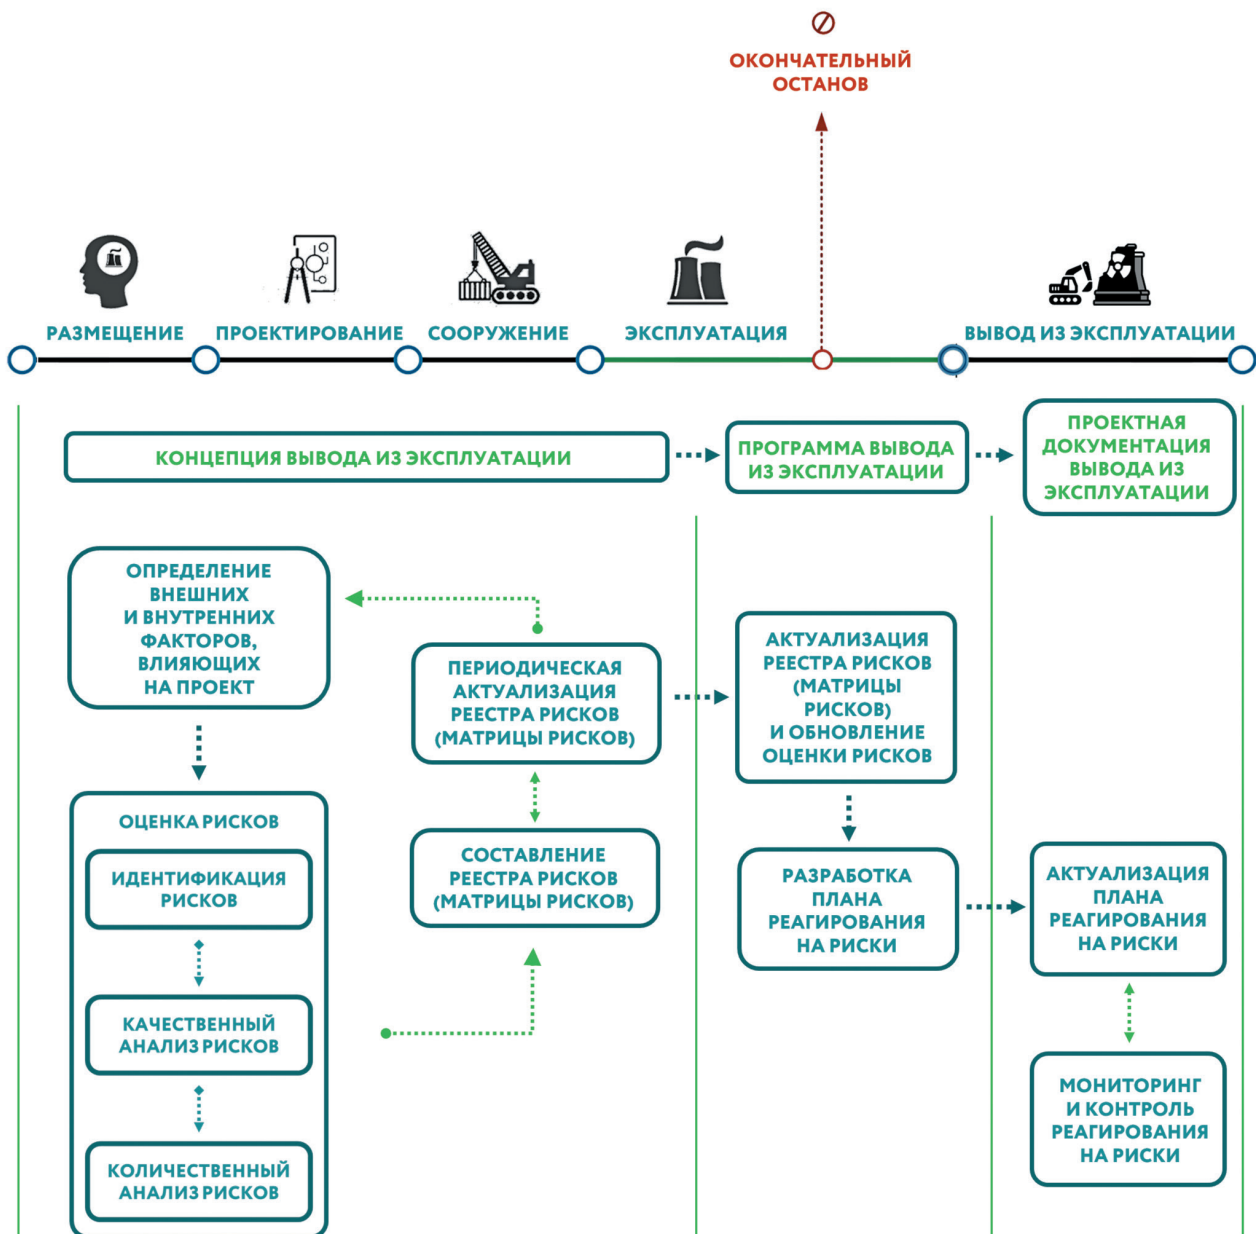 ОКОНЧАТЕЛЬНЫЙ
ОСТАНОВ
РАЗМЕЩЕНИЕ
ПРОЕКТИРОВАНИЕ
СООРУЖЕНИЕ
ЭКСПЛУАТАЦИЯ
ВЫВОД ИЗ ЭКСПЛУАТАЦИИ
КОНЦЕПЦИЯ ВЫВОДА ИЗ ЭКСПЛУАТАЦИИ
ПРОГРАММА ВЫВОДА
ИЗ ЭКСПЛУАТАЦИИ
ПРОЕКТНАЯ
ДОКУМЕНТАЦИЯ
ВЫВОДА ИЗ
ЭКСПЛУАТАЦИИ
ОПРЕДЕЛЕНИЕ
ВНЕШНИХ
И ВНУТРЕННИХ
ФАКТОРОВ,
ВЛИЯЮЩИХ
НА ПРОЕКТ
ОЦЕНКА РИСКОВ
ИДЕНТИФИКАЦИЯ
РИСКОВ
КАЧЕСТВЕННЫЙ
АНАЛИЗ РИСКОВ
КОЛИЧЕСТВЕННЫЙ
АНАЛИЗ РИСКОВ
ПЕРИОДИЧЕСКАЯ
АКТУАЛИЗАЦИЯ
РЕЕСТРА РИСКОВ
(МАТРИЦЫ РИСКОВ)
СОСТАВЛЕНИЕ
РЕЕСТРА РИСКОВ
(МАТРИЦЫ РИСКОВ)
АКТУАЛИЗАЦИЯ
РЕЕСТРА РИСКОВ
(МАТРИЦЫ
РИСКОВ)
И ОБНОВЛЕНИЕ
ОЦЕНКИ РИСКОВ
РАЗРАБОТКА
ПЛАНА
РЕАГИРОВАНИЯ
НА РИСКИ
АКТУАЛИЗАЦИЯ
ПЛАНА
РЕАГИРОВАНИЯ
НА РИСКИ
МОНИТОРИНГ
И КОНТРОЛЬ
РЕАГИРОВАНИЯ
НА РИСКИ